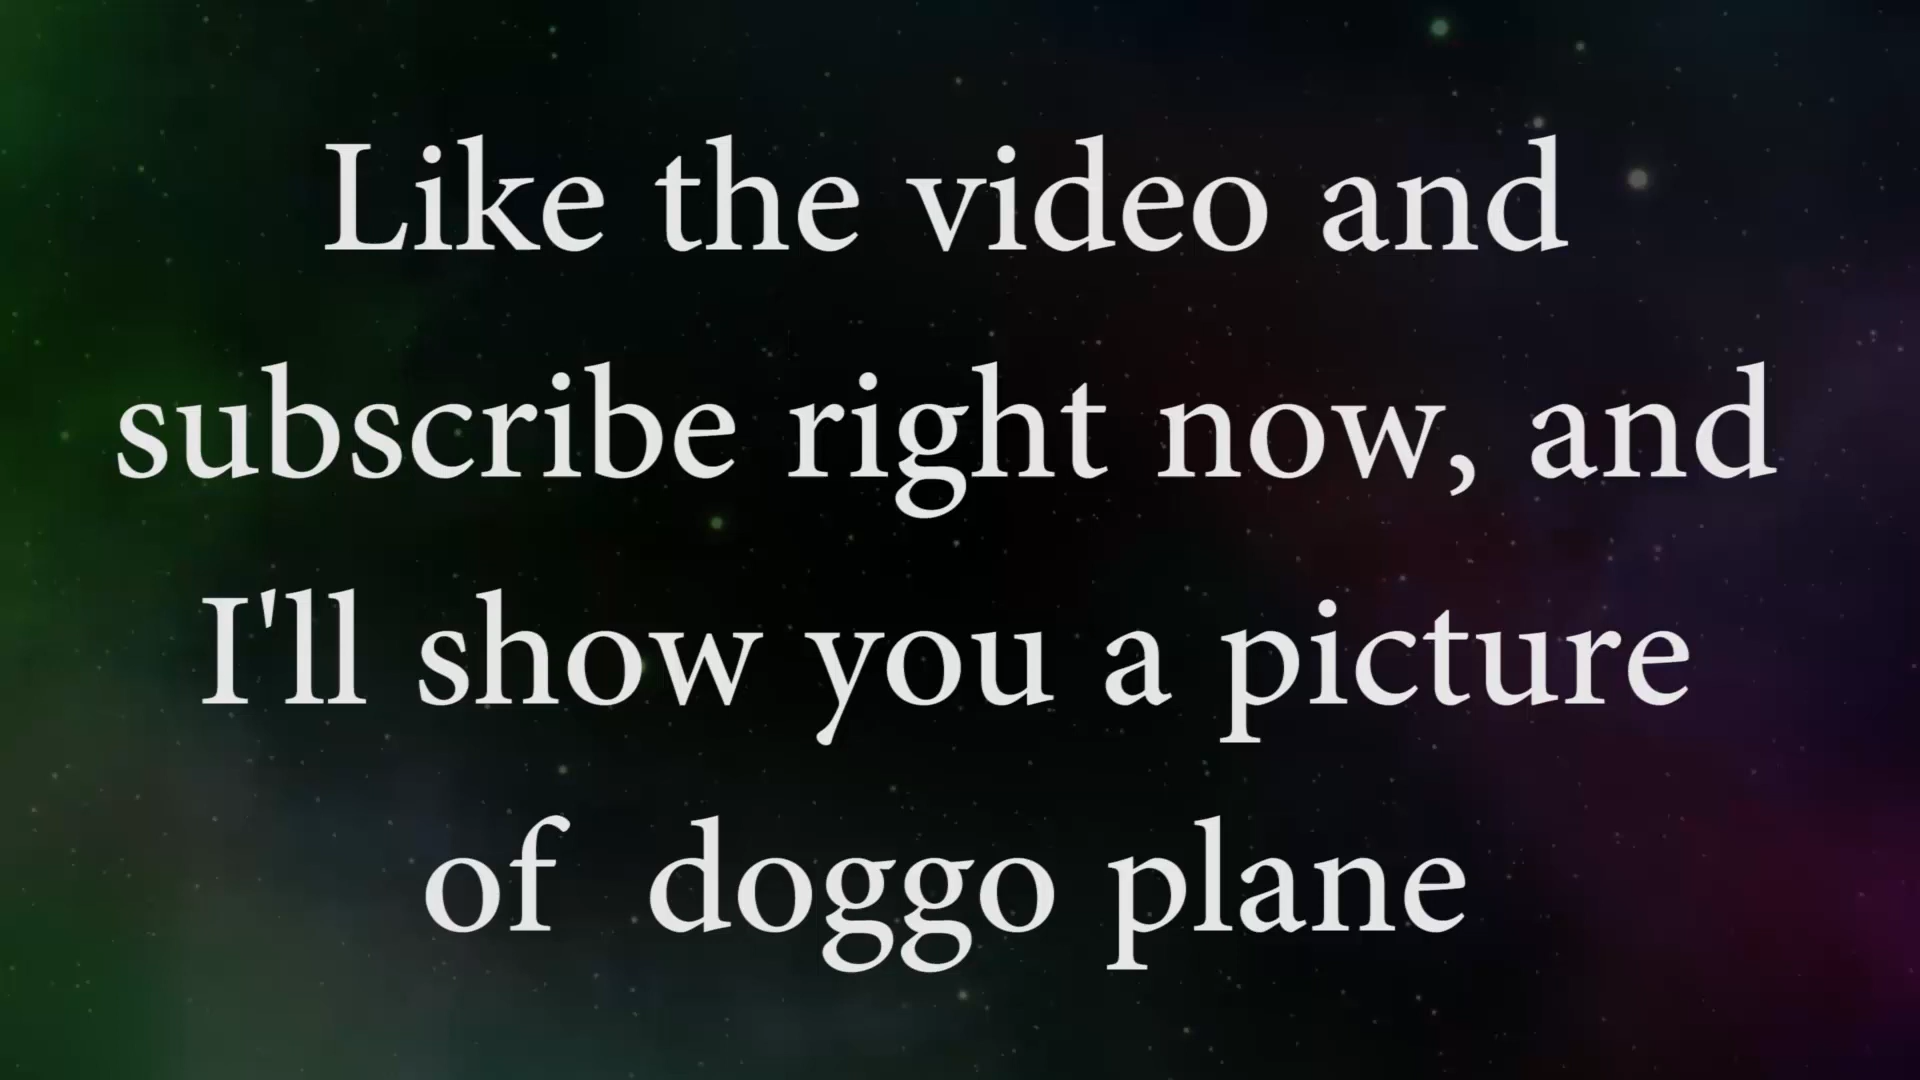 Like the video and
subscribe right now, and
I'll show you a picture
of  doggo plane